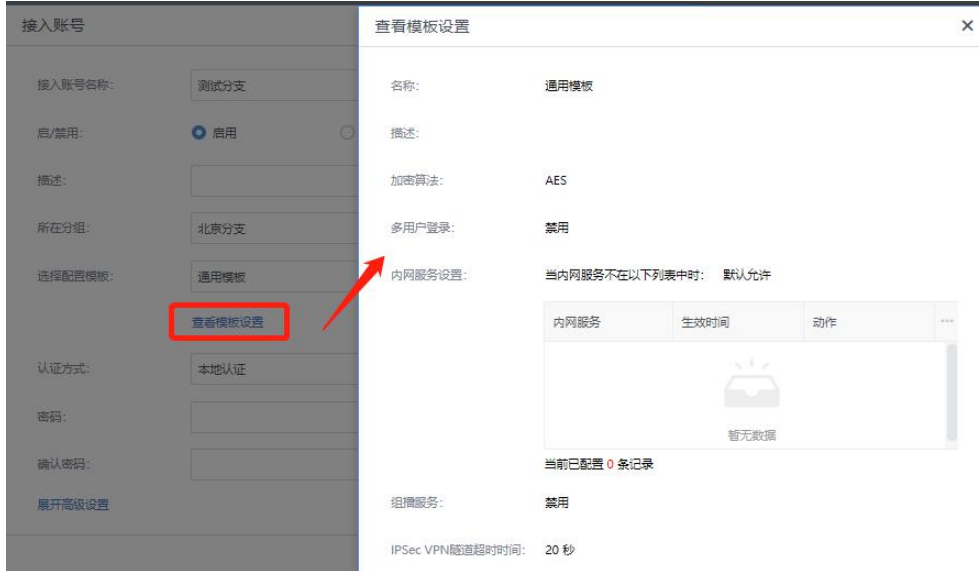 接入账号
接入账号名称: 测试分支
启/禁用: 启用
描述:
所在分组: 北京分支
选择配置模板: 通用模板
查看模板设置
认证方式: 本地认证
密码:
确认密码:
展开高级设置
查看模板设置 ×
名称: 通用模板
描述:
加密算法: AES
多用户登录: 禁用
内网服务设置: 当内网服务不在以下列表中时: 默认允许
内网服务 生效时间 动作 ...
暂无数据
当前已配置 0 条记录
组播服务: 禁用
IPSec VPN隧道超时时间: 20 秒